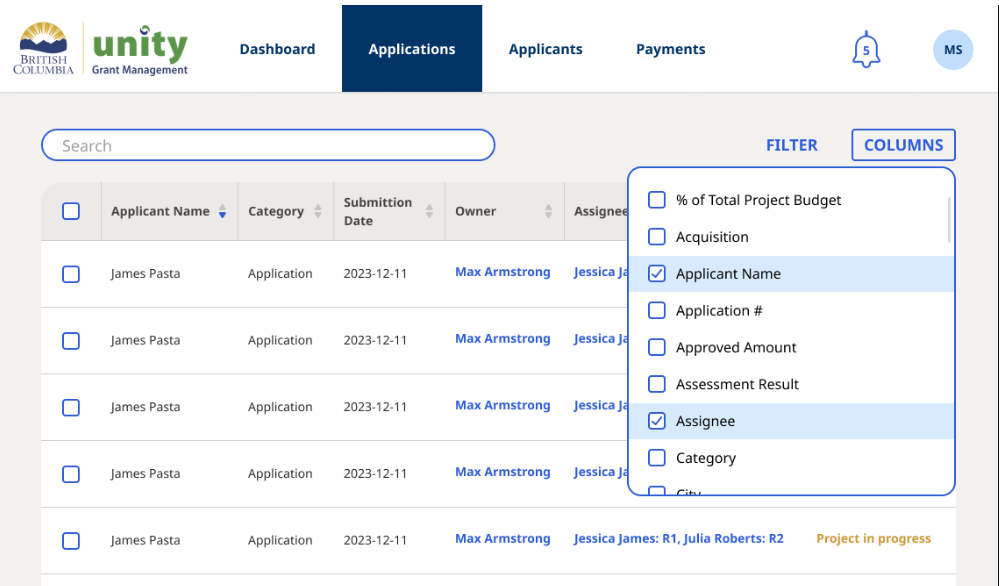 BRITISH
COLUMBIA
unity
Grant Management
Dashboard
Applications
Applicants
Payments
5
MS
Search
FILTER
COLUMNS
Applicant Name
Category
Submittion
Date
Owner
Assignee
% of Total Project Budget
Acquisition
Applicant Name
Application #
Approved Amount
Assessment Result
Assignee
Category
City
James Pasta Application 2023-12-11 Max Armstrong Jessica Ja
James Pasta Application 2023-12-11 Max Armstrong Jessica Ja
James Pasta Application 2023-12-11 Max Armstrong Jessica Ja
James Pasta Application 2023-12-11 Max Armstrong Jessica Ja
James Pasta Application 2023-12-11 Max Armstrong Jessica James: R1, Julia Roberts: R2 Project in progress